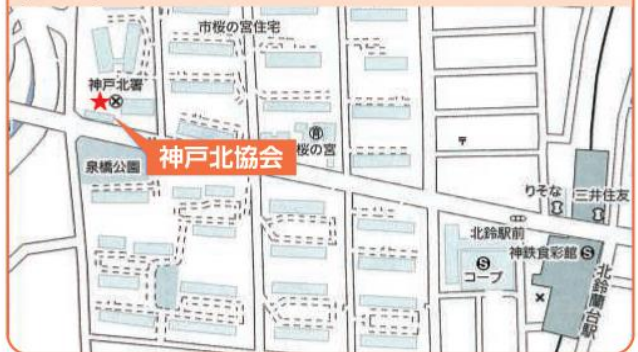 市桜の宮住宅
神戸北署
神戸北協会
桜の宮
泉橋公園
〒
りそな
三井住友
北鈴駅前
神鉄食彩館
S
S
コープ
北鈴蘭台駅